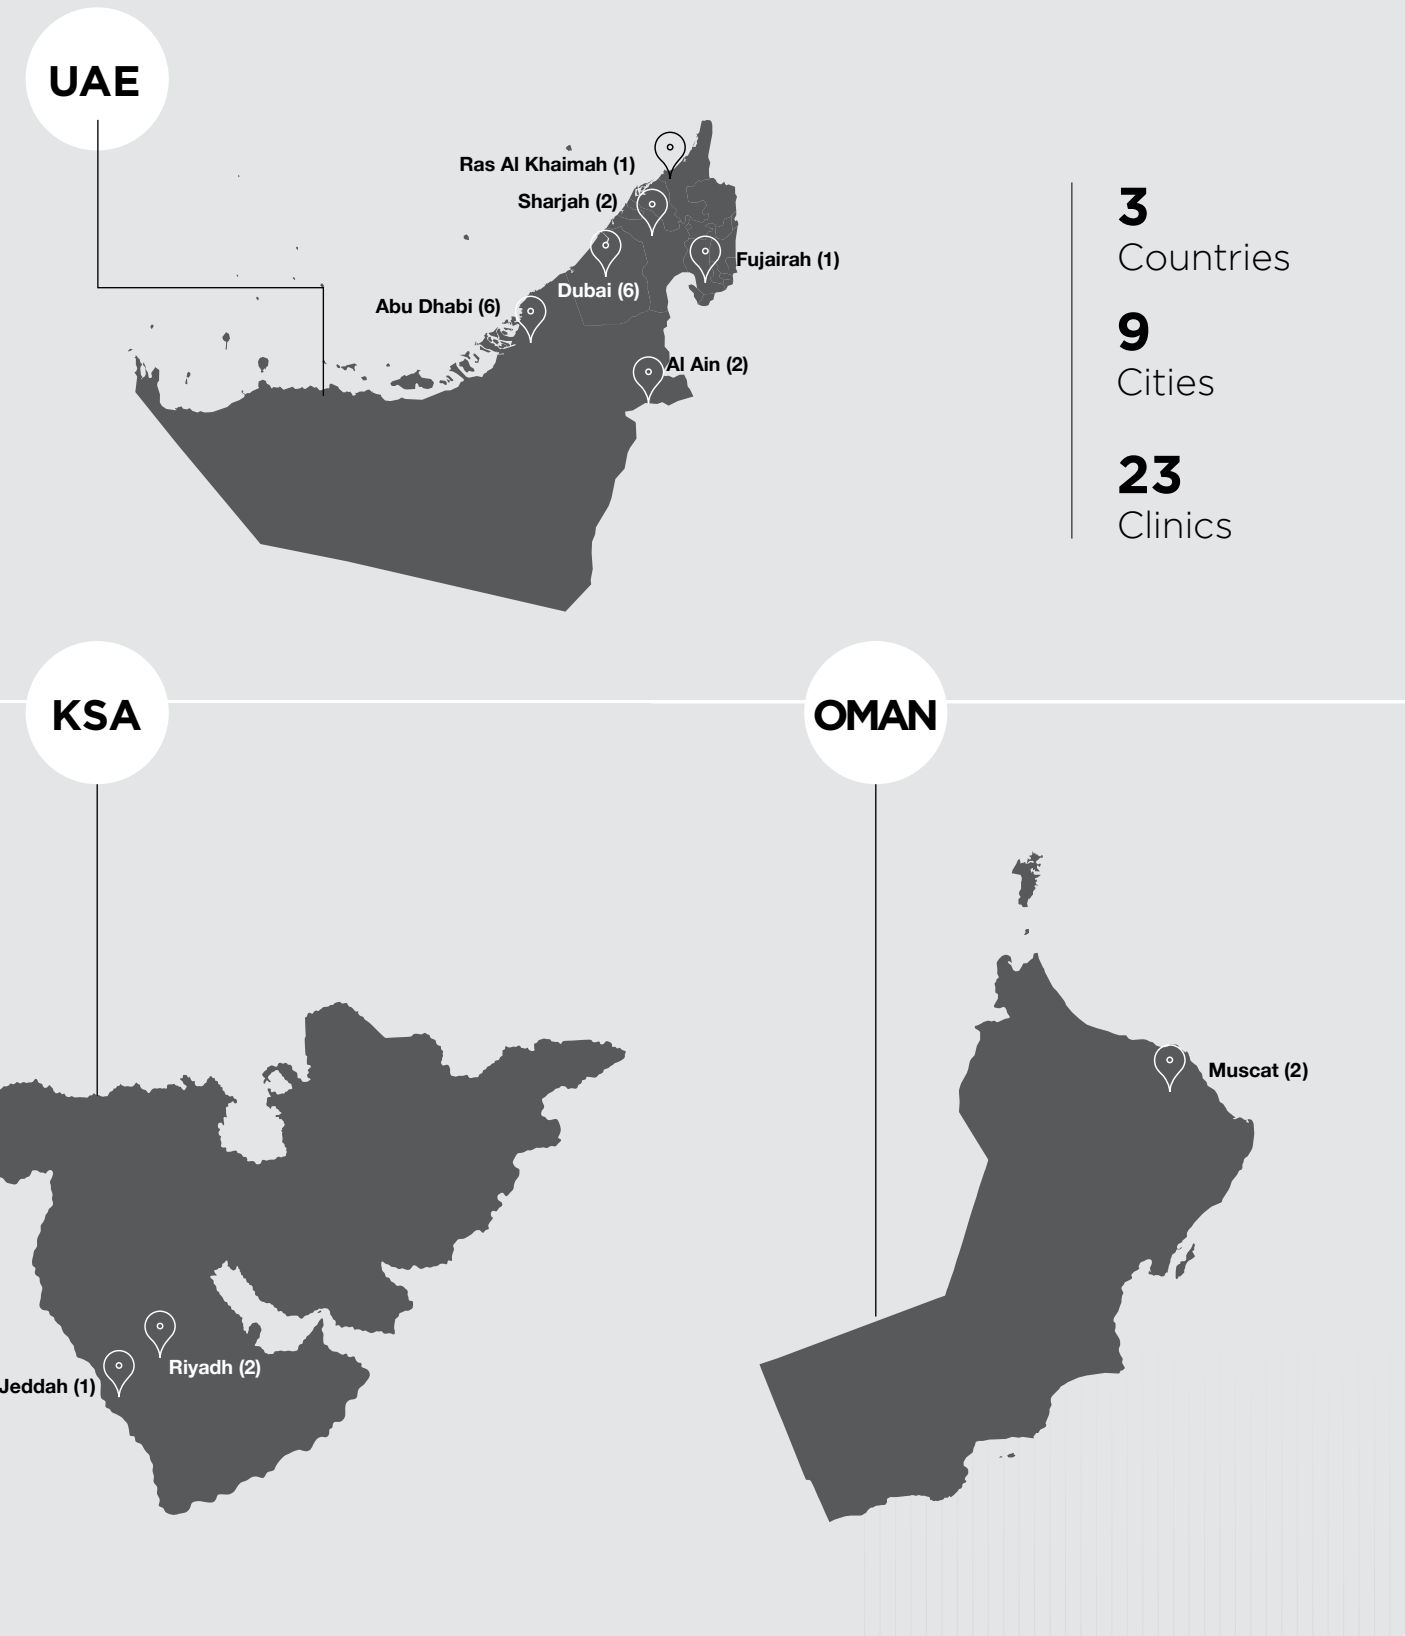 UAE
Ras Al Khaimah (1)
Sharjah (2)
Fujairah (1)
Dubai (6)
Abu Dhabi (6)
Al Ain (2)
3
Countries
9
Cities
23
Clinics
KSA
OMAN
Muscat (2)
Riyadh (2)
Jeddah (1)